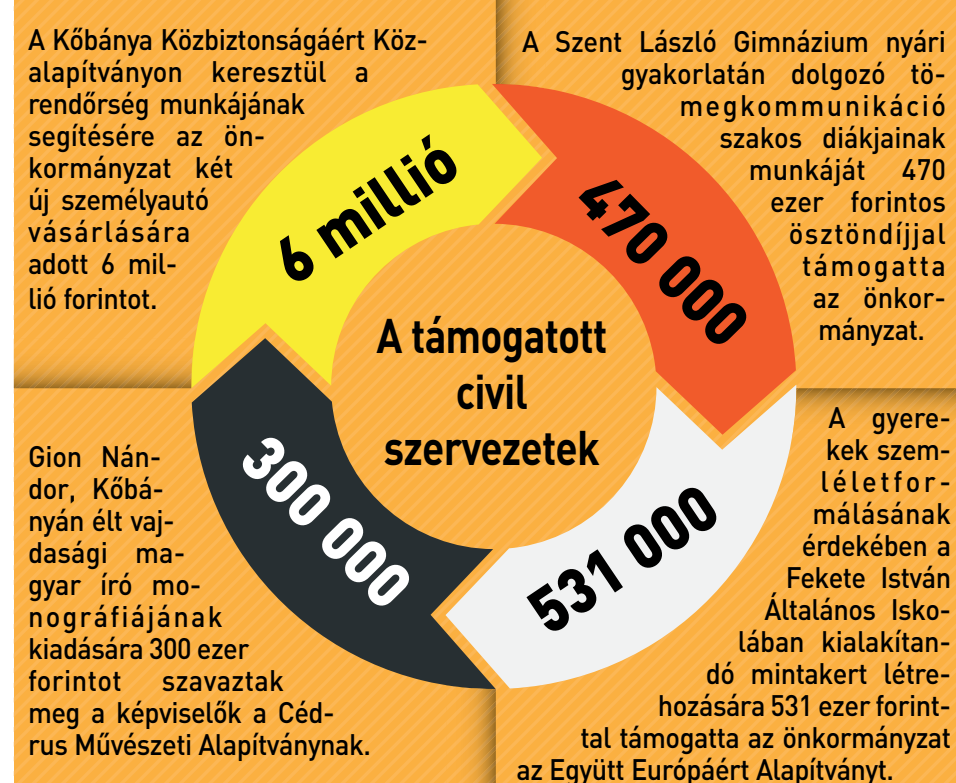 A Kőbánya Közbiztonságáért Köz-
alapítványon keresztül a
rendőrség munkájának
segítésére az ön-
kormányzat két
új személyautó
vásárlására
adott 6 mil-
lió forintot.
A Szent László Gimnázium nyári
gyakorlatán dolgozó tö-
megkommunikáció
szakos diákjainak
munkáját 470
ezer forintos
ösztöndíjjal
támogatta
az önkor-
mányzat.
6 millió
470 000
A támogatott
civil
szervezetek
300 000
531 000
Gion Nán-
dor, Kőbá-
nyán élt vaj-
dasági ma-
gyar író mo-
nográfiájának
kiadására 300 ezer
forintot szavaztak
meg a képviselők a Céd-
rus Művészeti Alapítványnak.
A gyere-
kek szem-
léletfor-
málásának
érdekében a
Fekete István
Általános Isko-
lában kialakítan-
dó mintakert létre-
hozására 531 ezer forint-
tal támogatta az önkormányzat
az Együtt Európáért Alapítványt.